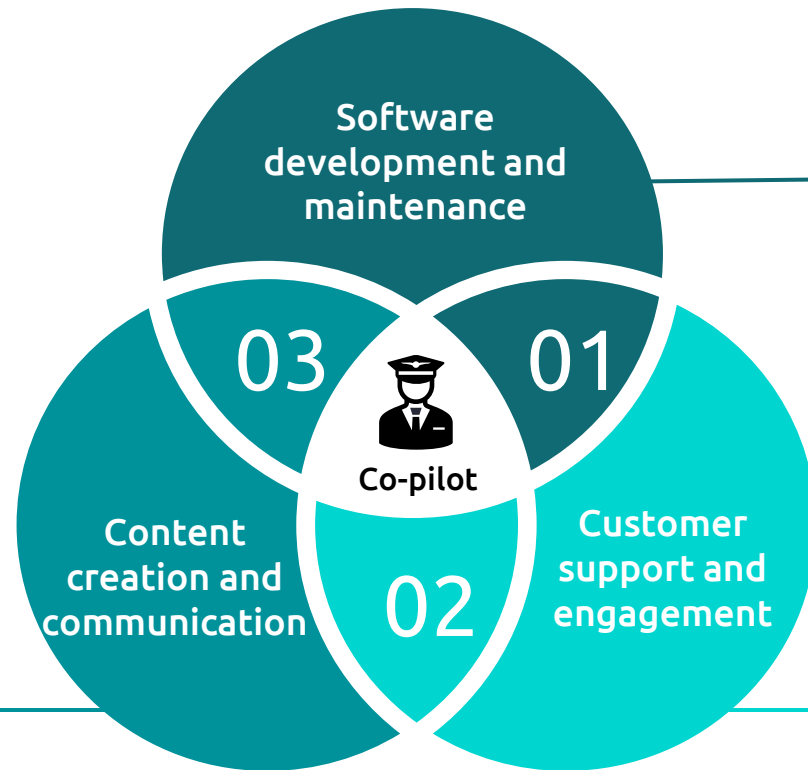 Software
development and
maintenance
03
01
Co-pilot
Content
creation and
communication
02
Customer
support and
engagement